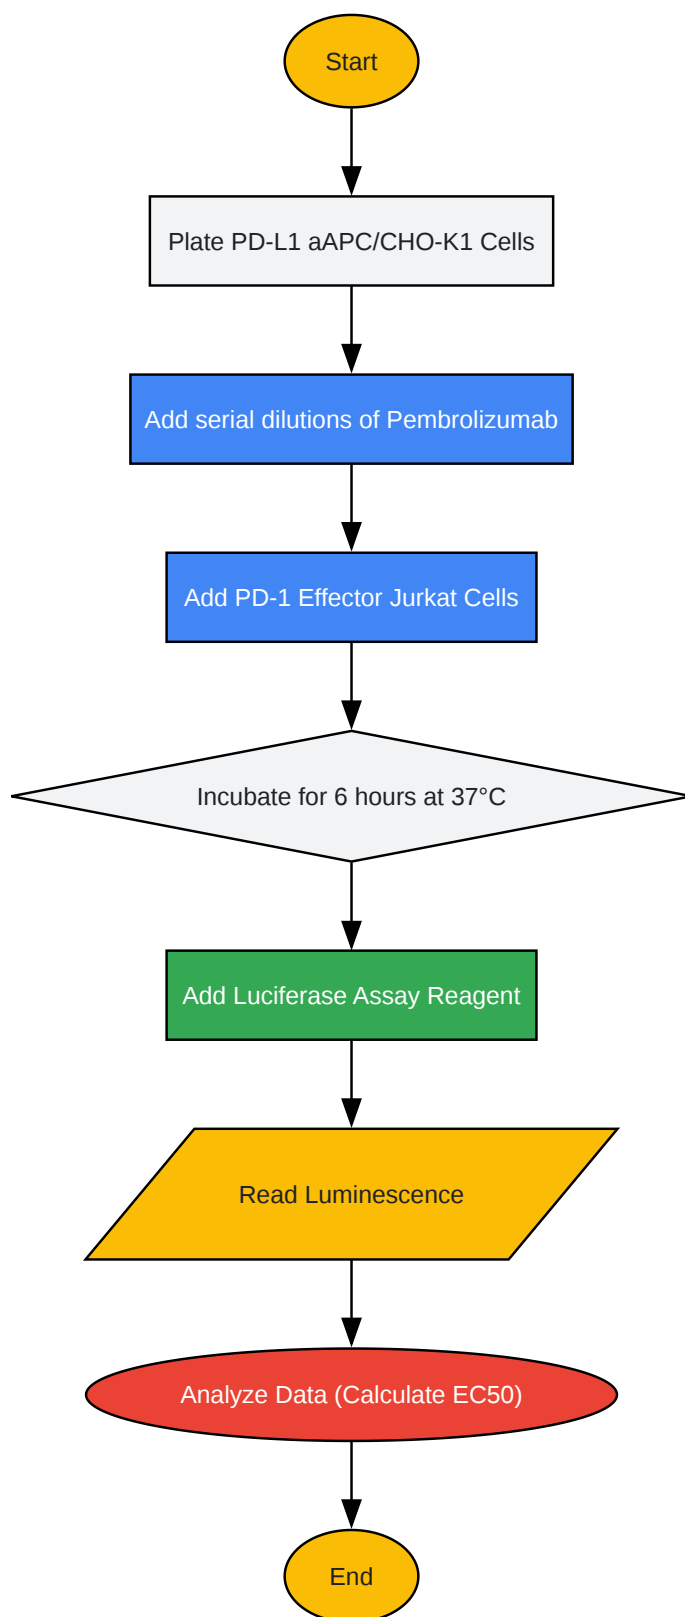 Start
Plate PD-L1 aAPC/CHO-K1 Cells
Add serial dilutions of Pembrolizumab
Add PD-1 Effector Jurkat Cells
Incubate for 6 hours at 37°C
Add Luciferase Assay Reagent
Read Luminescence
Analyze Data (Calculate EC50)
End